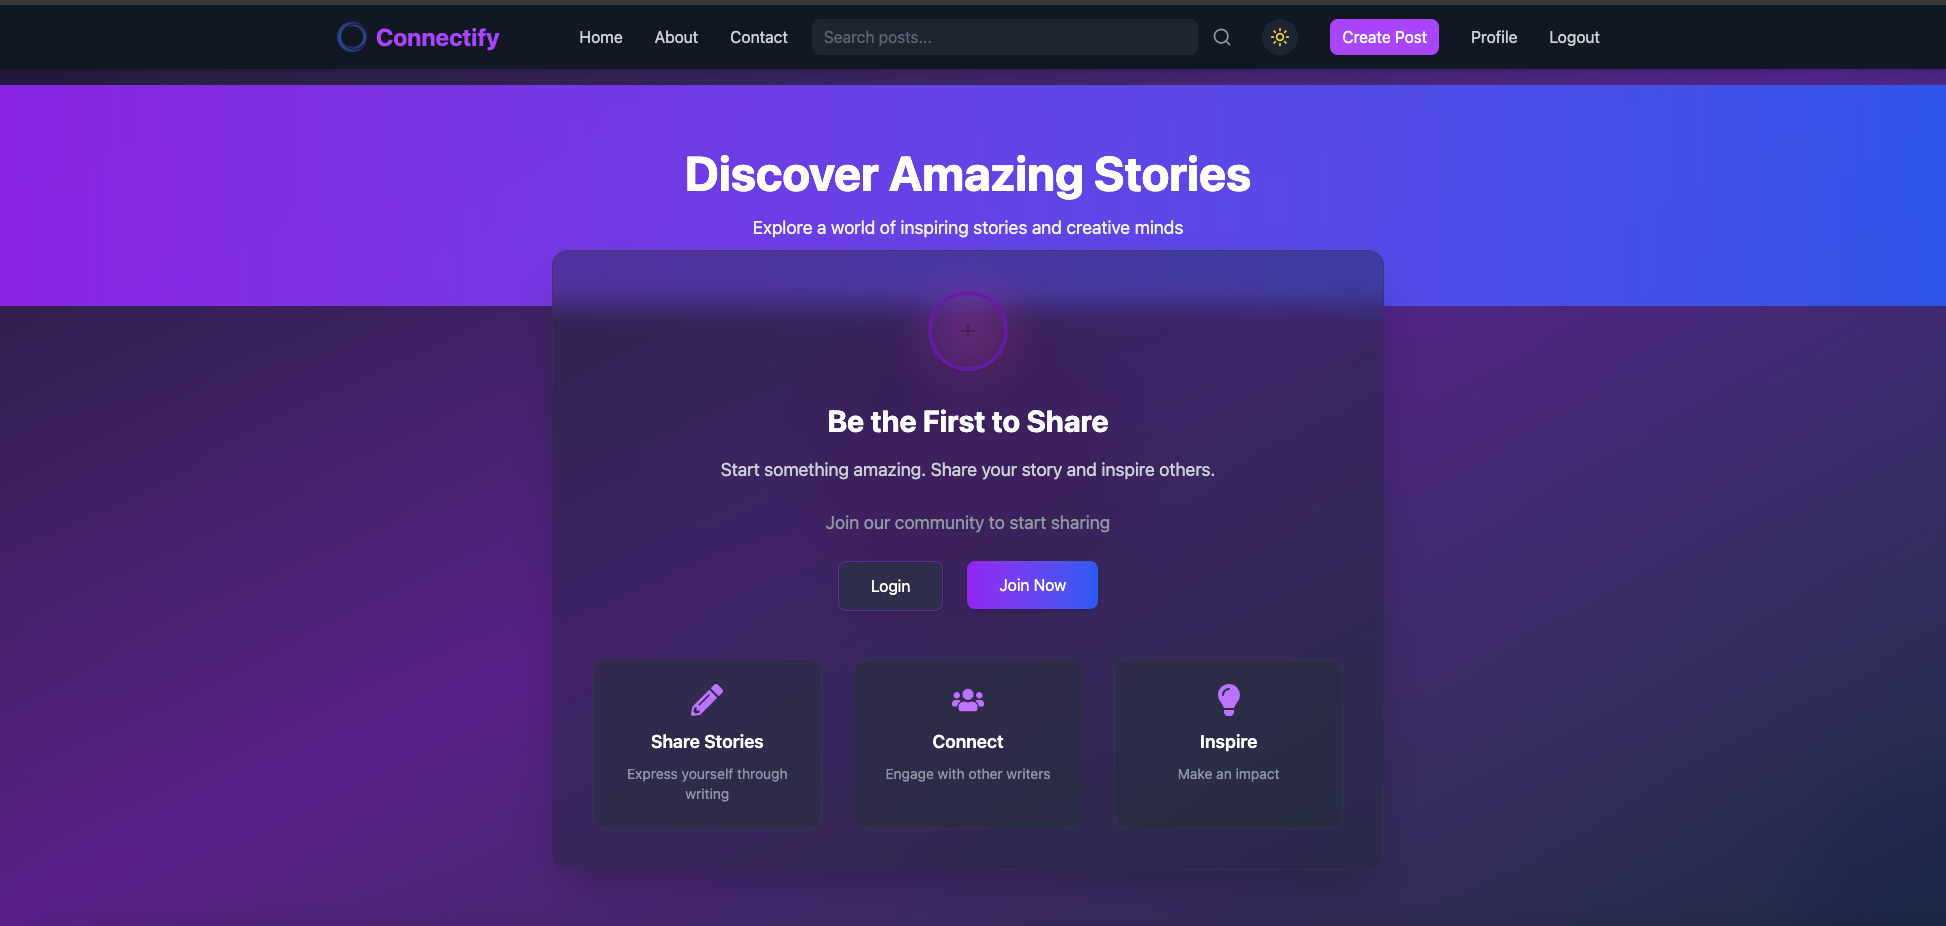 Connectify
Home
About
Contact
Search posts...
Create Post
Profile
Logout
Discover Amazing Stories
Explore a world of inspiring stories and creative minds
Be the First to Share
Start something amazing. Share your story and inspire others.
Join our community to start sharing
Login
Join Now
Share Stories
Express yourself through
writing
Connect
Engage with other writers
Inspire
Make an impact